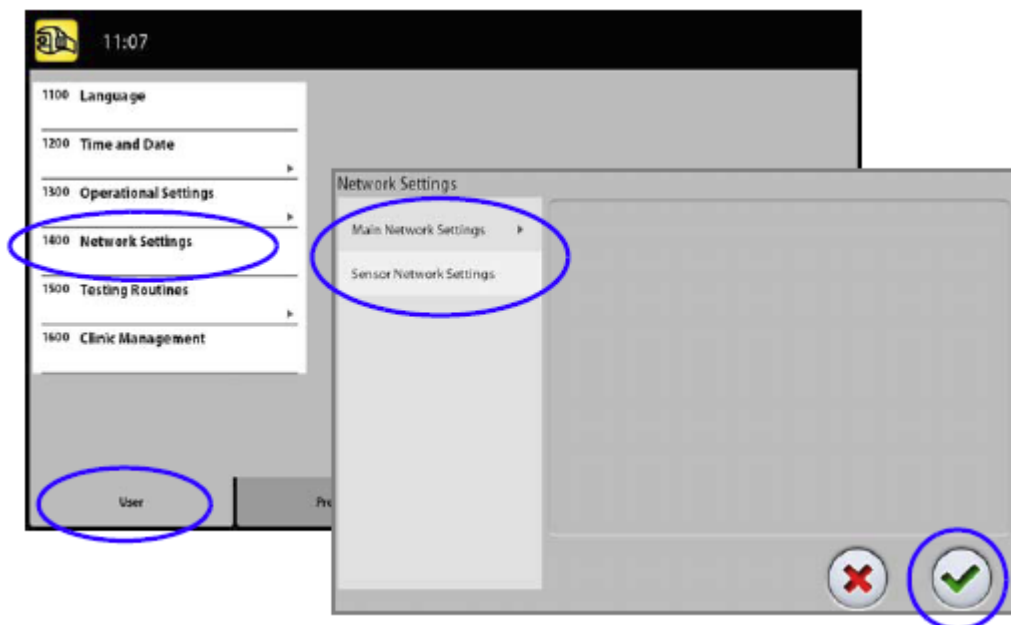 11:07
1100 Language
1200 Time and Date
1300 Operational Settings
1400 Network Settings
1500 Testing Routines
1600 Clinic Management
User
Network Settings
Main Network Settings
Sensor Network Settings